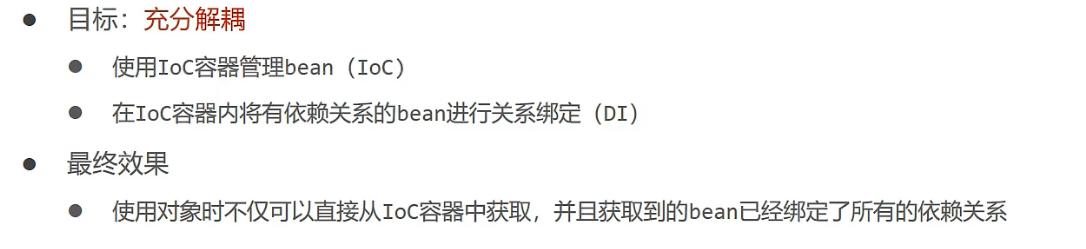 目标：充分解耦
使用IoC容器管理bean（IoC）
在IoC容器内将有依赖关系的bean进行关系绑定（DI）
最终效果
使用对象时不仅可以直接从IoC容器中获取，并且获取到的bean已经绑定了所有的依赖关系